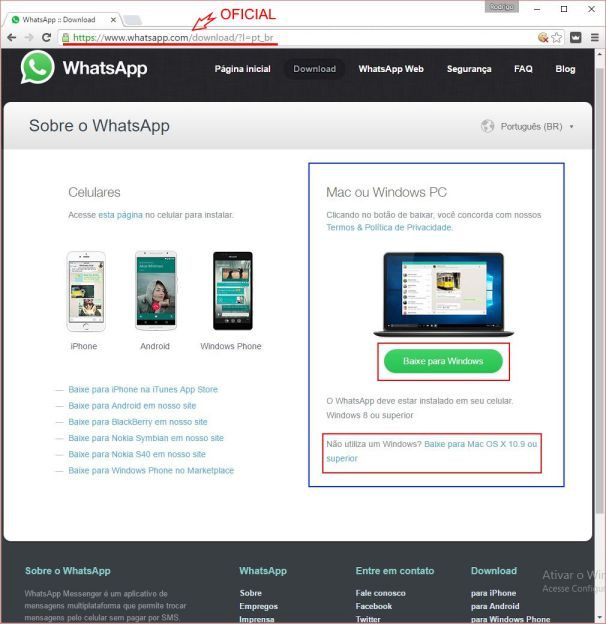 OFICIAL
Rodrigo
WhatsApp :: Download
https://www.whatsapp.com/download/?l=pt_br
WhatsApp
Página inicial
Download
WhatsApp Web
Segurança
FAQ
Blog
Sobre o WhatsApp
Português (BR)
Celulares
Acesse esta página no celular para instalar.
iPhone
Android
Windows Phone
— Baixe para iPhone na iTunes App Store
— Baixe para Android em nosso site
— Baixe para BlackBerry em nosso site
— Baixe para Nokia Symbian em nosso site
— Baixe para Nokia S40 em nosso site
— Baixe para Windows Phone no Marketplace
Mac ou Windows PC
Clicando no botão de baixar, você concorda com nossos
Termos & Política de Privacidade.
Baixe para Windows
O WhatsApp deve estar instalado em seu celular.
Windows 8 ou superior
Não utiliza um Windows? Baixe para Mac OS X 10.9 ou
superior
Sobre o WhatsApp
WhatsApp Messenger é um aplicativo de
mensagens multiplataforma que permite trocar
mensagens pelo celular sem pagar por SMS.
WhatsApp
Sobre
Empregos
Imprensa
Entre em contato
Fale conosco
Facebook
Twitter
Download
para iPhone
para Android
para Windows Phone
Ativar o Win
Acesse Configu